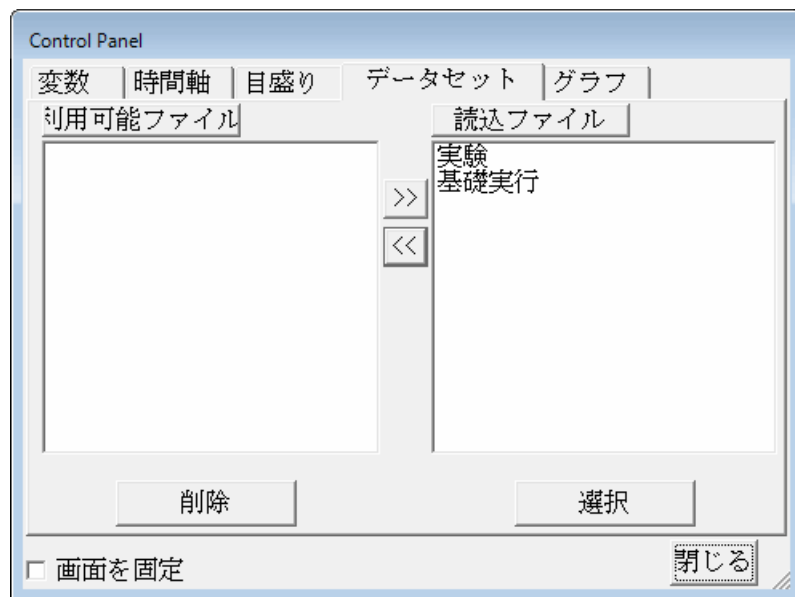 Control Panel
変数 時間軸 目盛り データセット グラフ
利用可能ファイル 読込ファイル
実験
基礎実行
>>
<<
削除 選択
画面を固定 閉じる